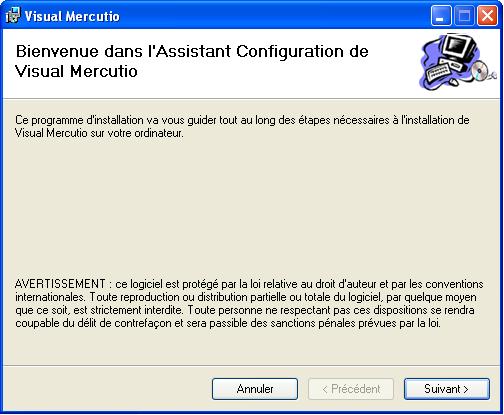 Visual Mercutio
Bienvenue dans l'Assistant Configuration de
Visual Mercutio
Ce programme d'installation va vous guider tout au long des étapes nécessaires à l'installation de
Visual Mercutio sur votre ordinateur.
AVERTISSEMENT : ce logiciel est protégé par la loi relative au droit d'auteur et par les conventions
internationales. Toute reproduction ou distribution partielle ou totale du logiciel, par quelque moyen
que ce soit, est strictement interdite. Toute personne ne respectant pas ces dispositions se rendra
coupable du délit de contrefaçon et sera passible des sanctions pénales prévues par la loi.
Annuler
< Précédent
Suivant >